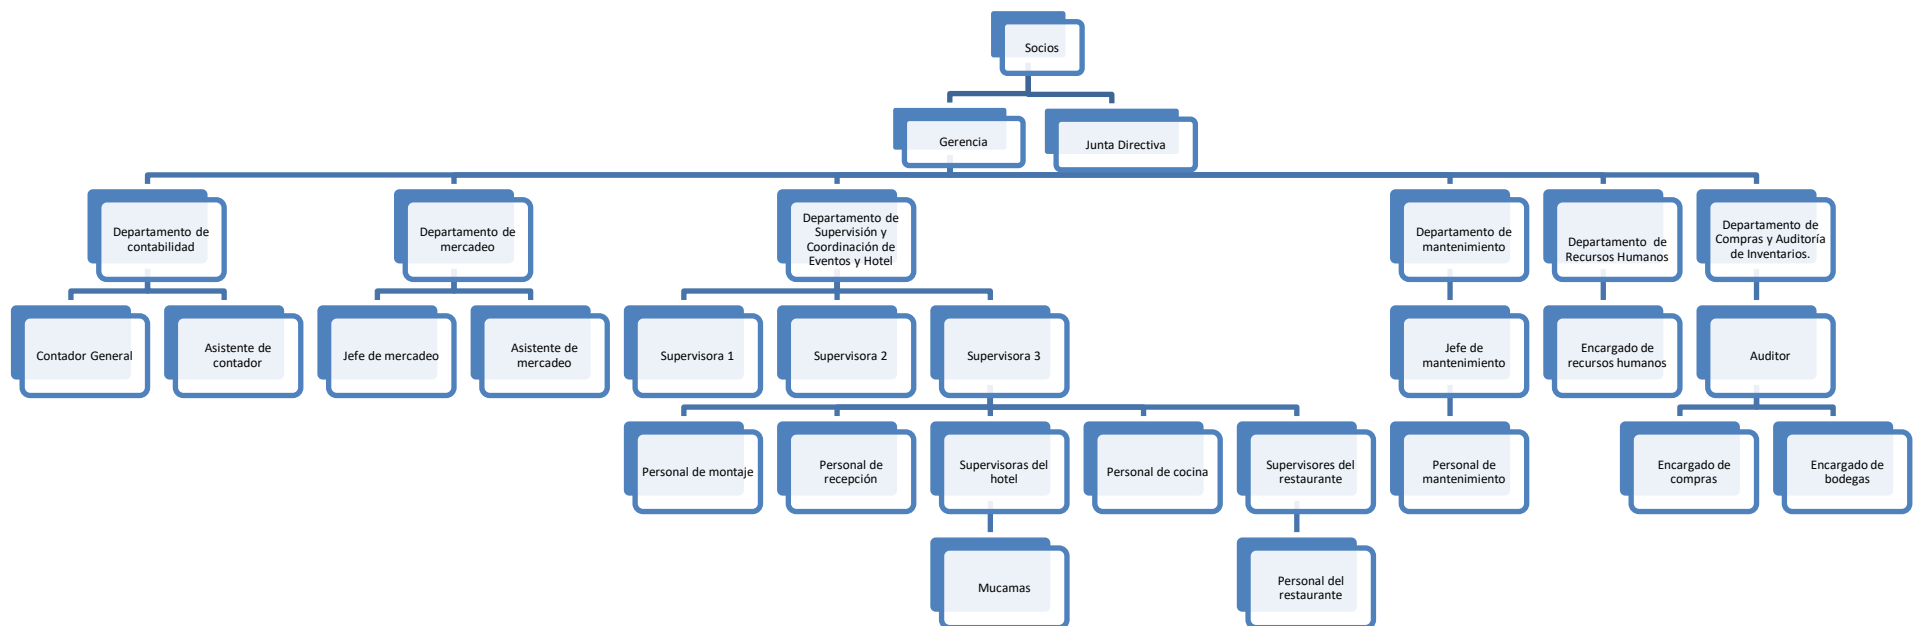 Socios
Gerencia
Junta Directiva
Departamento de
contabilidad
Departamento de
mercadeo
Departamento de
Supervisión y
Coordinación de
Eventos y Hotel
Departamento de
mantenimiento
Departamento de
Recursos Humanos
Departamento de
Compras y Auditoría
de Inventarios.
Contador General
Asistente de
contador
Jefe de mercadeo
Asistente de
mercadeo
Supervisora 1
Supervisora 2
Supervisora 3
Jefe de
mantenimiento
Encargado de
recursos humanos
Auditor
Personal de montaje
Personal de
recepción
Supervisoras del
hotel
Personal de cocina
Supervisores del
restaurante
Personal de
mantenimiento
Encargado de
compras
Encargado de
bodegas
Mucamas
Personal del
restaurante